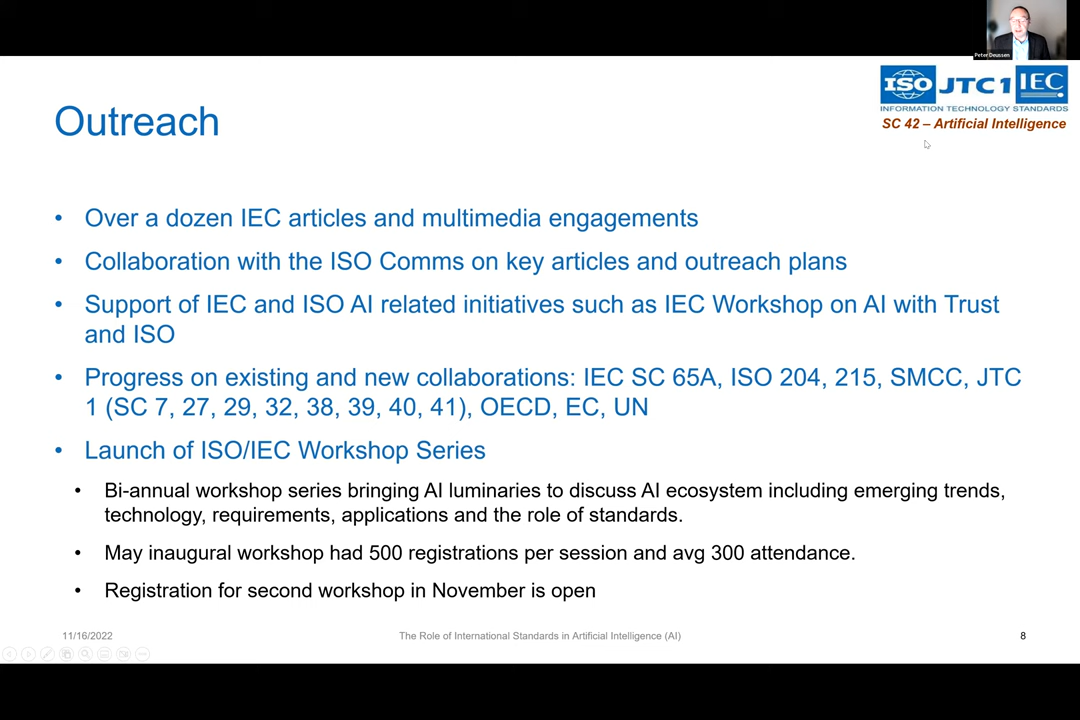 Peter Deussen
ISO JTC1 IEC
INFORMATION TECHNOLOGY STANDARDS
SC 42 – Artificial Intelligence
Outreach
• Over a dozen IEC articles and multimedia engagements
• Collaboration with the ISO Comms on key articles and outreach plans
• Support of IEC and ISO AI related initiatives such as IEC Workshop on AI with Trust
and ISO
• Progress on existing and new collaborations: IEC SC 65A, ISO 204, 215, SMCC, JTC
1 (SC 7, 27, 29, 32, 38, 39, 40, 41), OECD, EC, UN
• Launch of ISO/IEC Workshop Series
• Bi-annual workshop series bringing AI luminaries to discuss AI ecosystem including emerging trends,
technology, requirements, applications and the role of standards.
• May inaugural workshop had 500 registrations per session and avg 300 attendance.
• Registration for second workshop in November is open
11/16/2022 The Role of International Standards in Artificial Intelligence (AI) 8